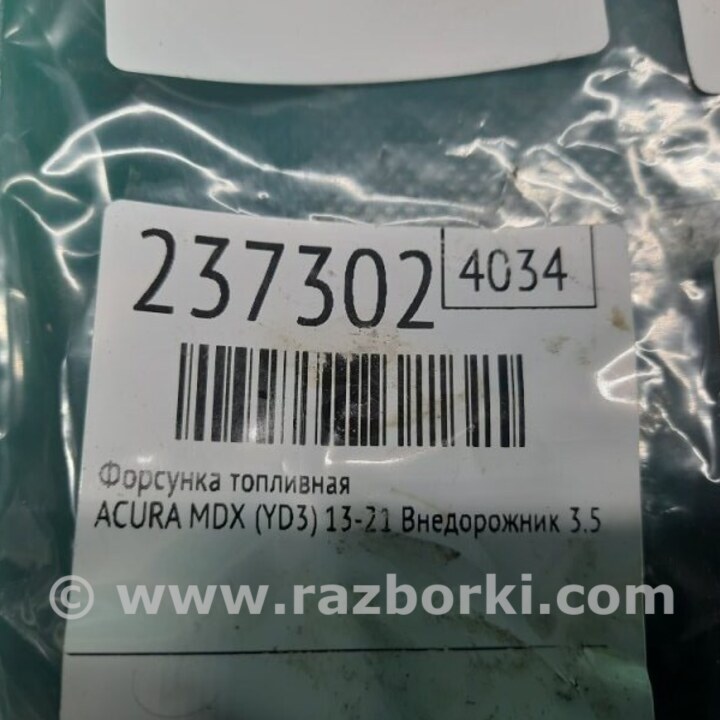 237302
4034
Форсунка топливная
ACURA MDX (YD3) 13-21 Внедорожник 3.5
© www.razborki.com